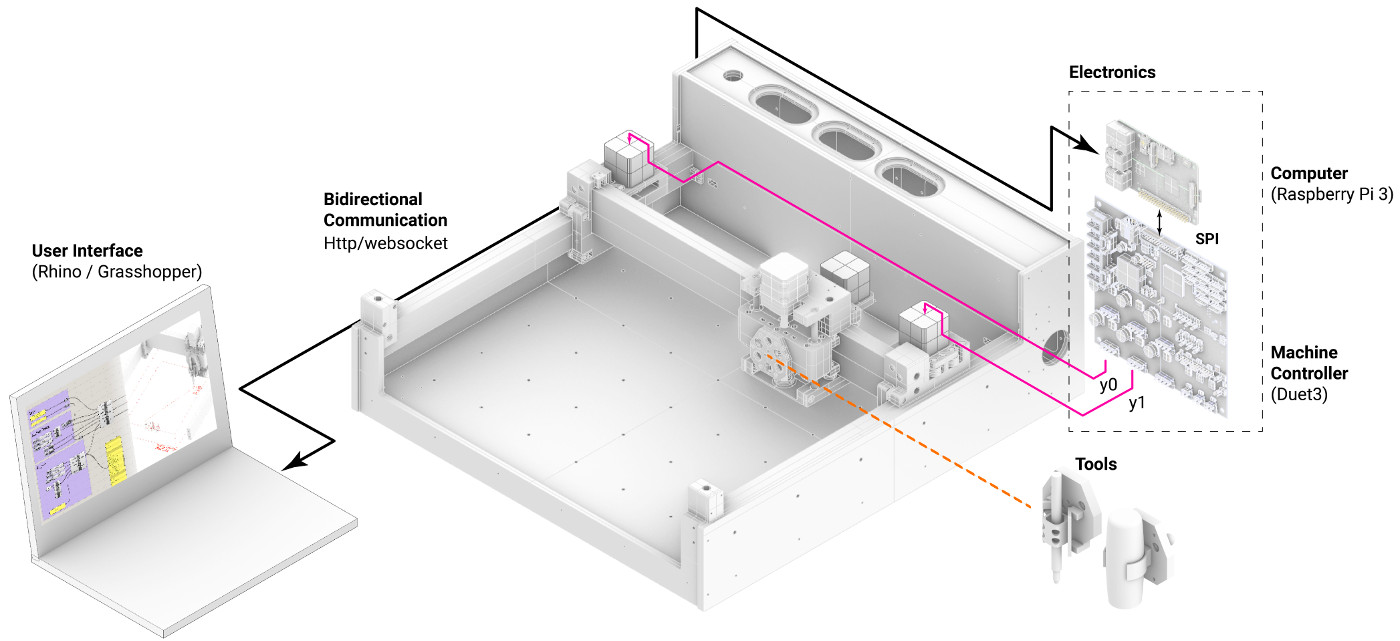 Electronics
Computer
(Raspberry Pi 3)
Bidirectional
Communication
Http/websocket
SPI
User Interface
(Rhino / Grasshopper)
Machine
Controller
(Duet3)
y0
y1
Tools